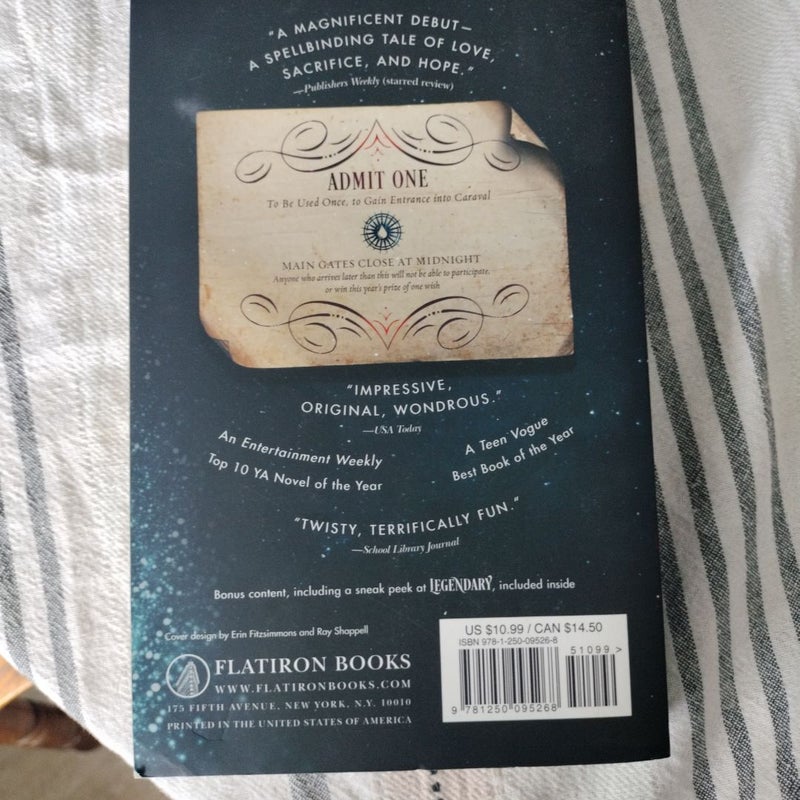 "A MAGNIFICENT DEBUT—
A SPELLBINDING TALE OF LOVE,
SACRIFICE, AND HOPE."
—Publishers Weekly (starred review)
ADMIT ONE
To Be Used Once, to Gain Entrance into Caraval
MAIN GATES CLOSE AT MIDNIGHT
Anyone who arrives later than this will not be able to participate,
or win this year's prize of one wish
"IMPRESSIVE,
ORIGINAL, WONDROUS."
—USA Today
An Entertainment Weekly
Top 10 YA Novel of the Year
A Teen Vogue
Best Book of the Year
"TWISTY, TERRIFICALLY FUN."
—School Library Journal
Bonus content, including a sneak peek at LEGENDARY, included inside
Cover design by Erin Fitzsimmons and Ray Shappell
FLATIRON BOOKS
WWW.FLATIRONBOOKS.COM
175 FIFTH AVENUE, NEW YORK, N.Y. 10010
PRINTED IN THE UNITED STATES OF AMERICA
US $10.99 / CAN $14.50
ISBN 978-1-250-09526-8
51099 >
9 781250 095268